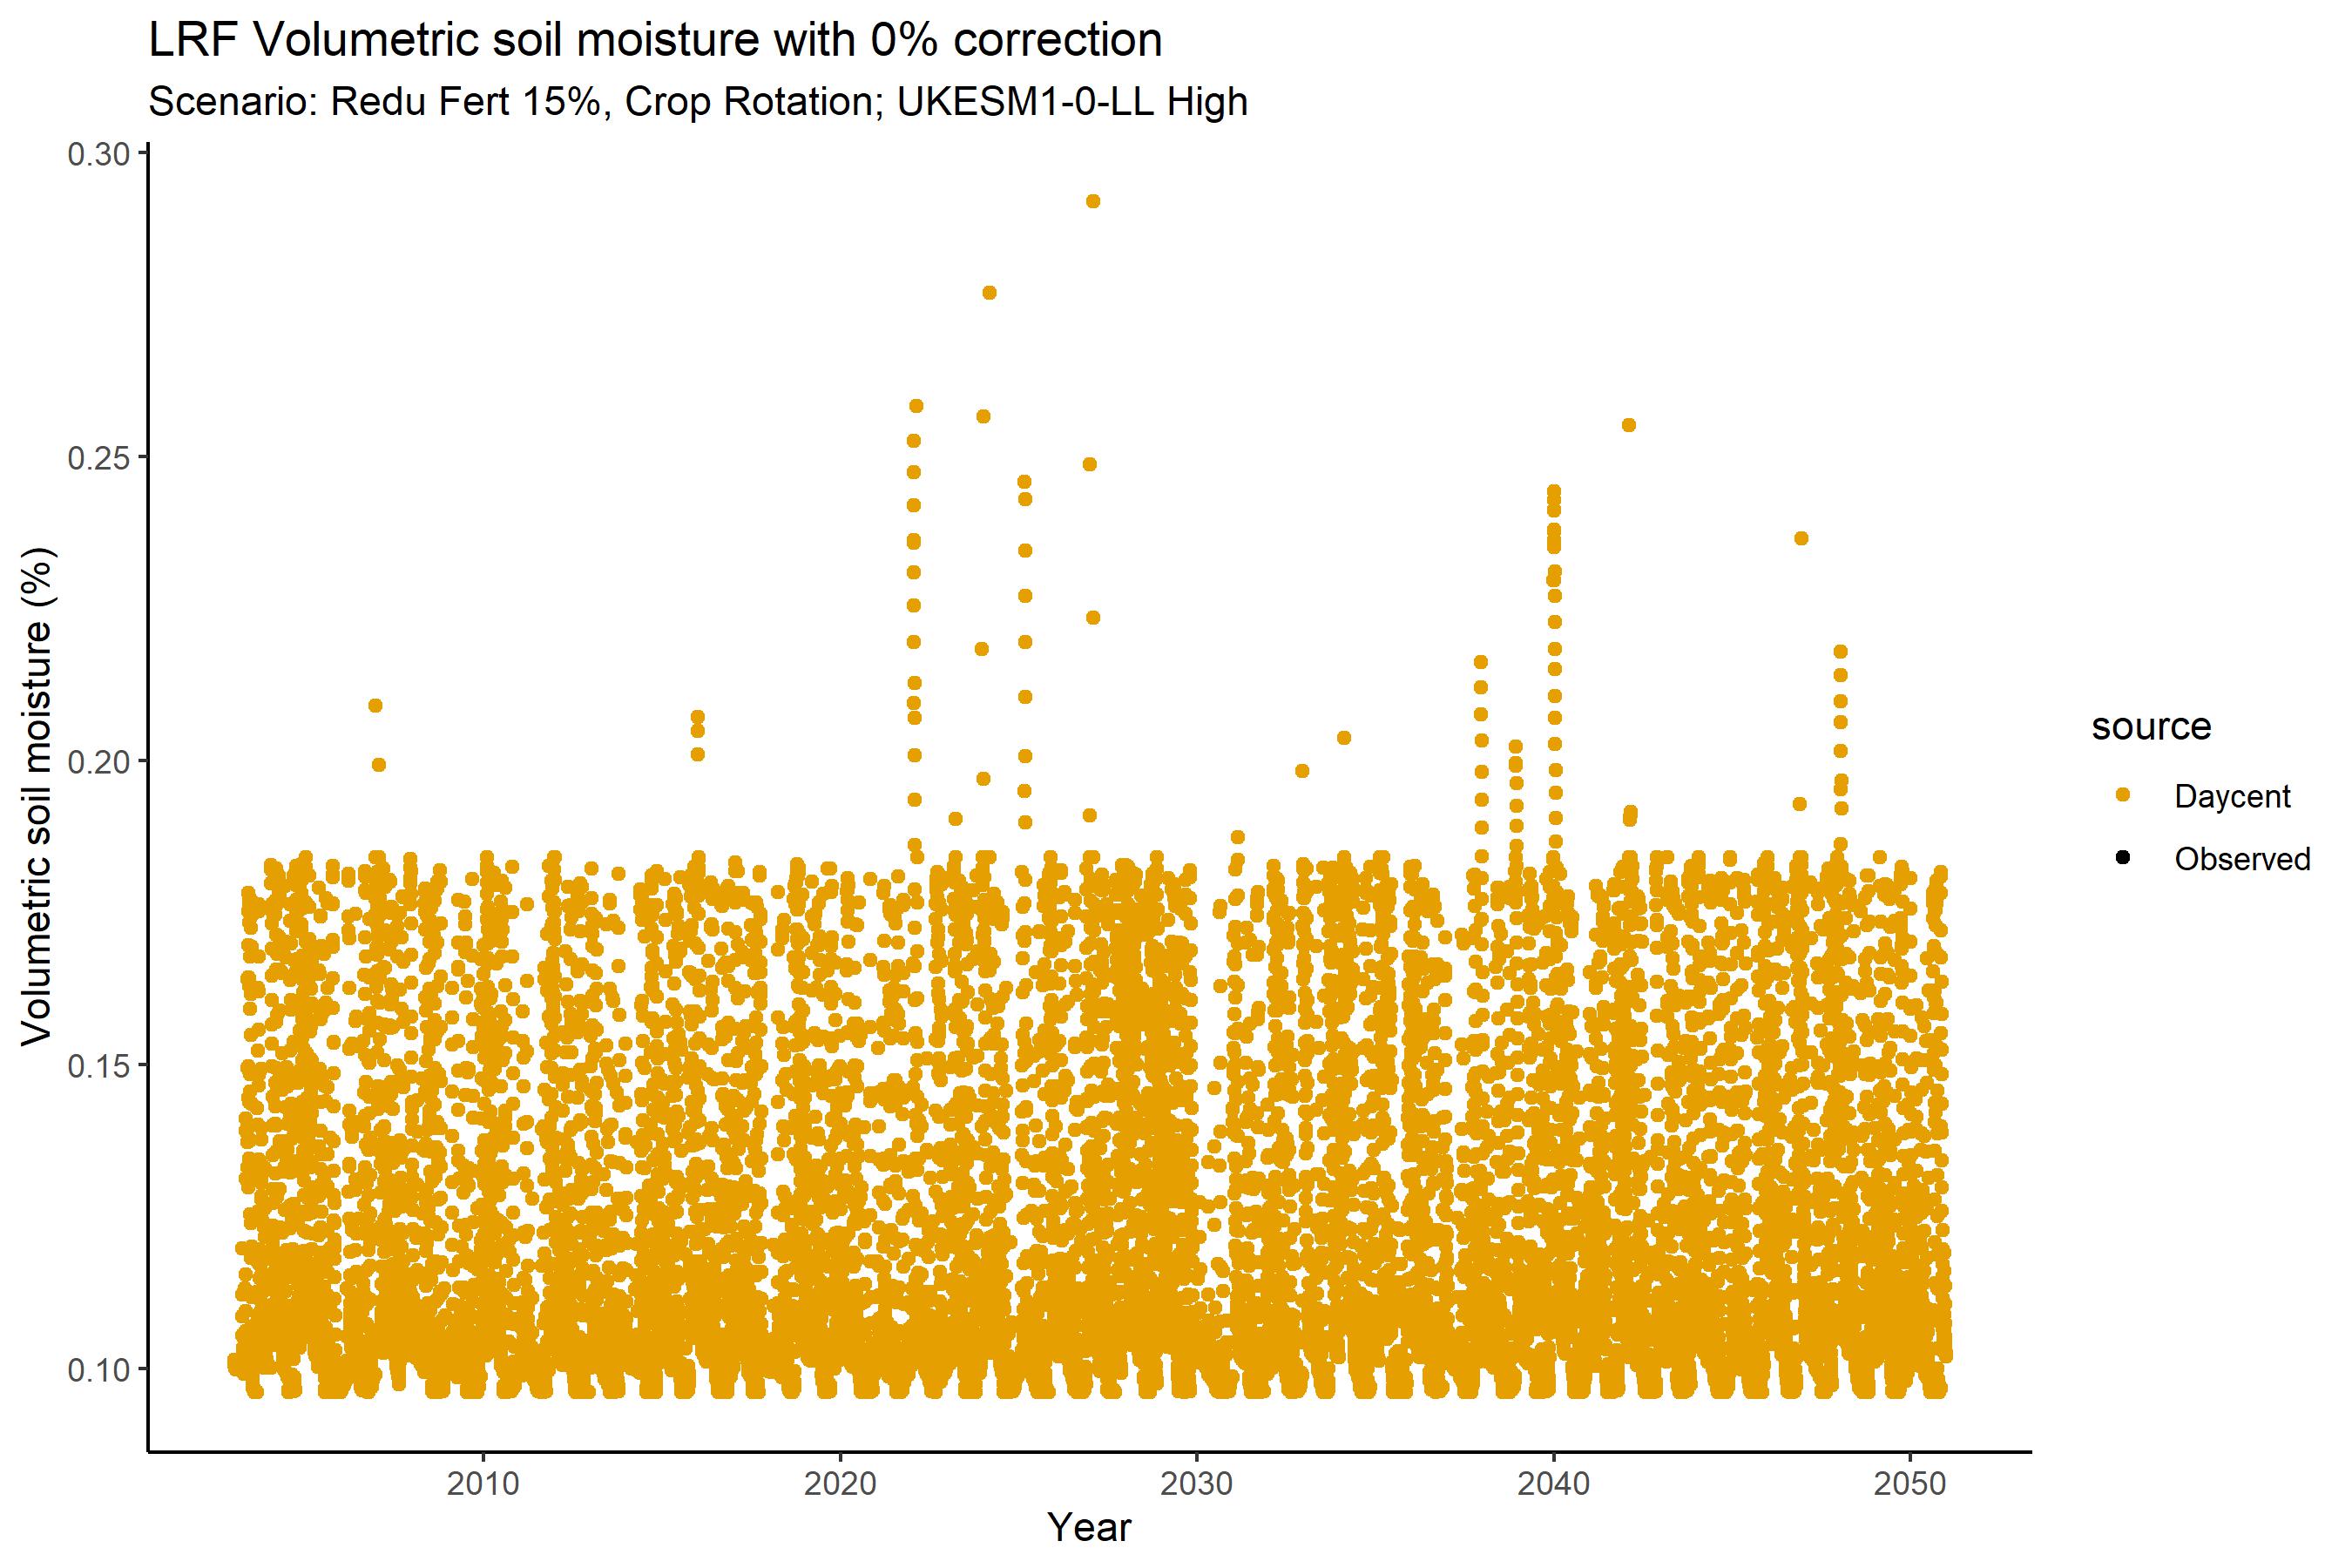 LRF Volumetric soil moisture with 0% correction
Scenario: Redu Fert 15%, Crop Rotation; UKESM1-0-LL High
0.30
0.25
0.20
0.15
0.10
Volumetric soil moisture (%)
2010
2020
2030
2040
2050
Year
source
Daycent
Observed